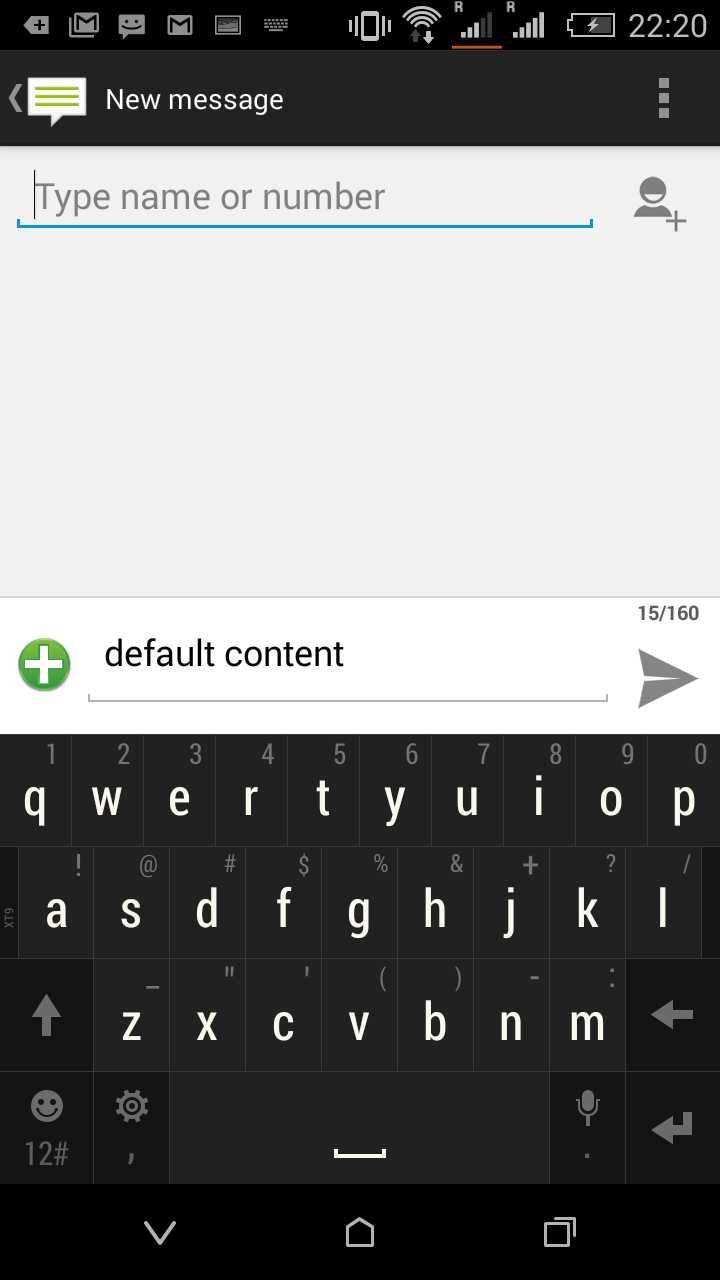 R R 22:20
New message
Type name or number
15/160
default content
1 2 3 4 5 6 7 8 9 0
q w e r t y u i o p
! @ # $ % & + ? /
XT9 a s d f g h j k l
_ " ' ( ) - :
z x c v b n m
12# , .